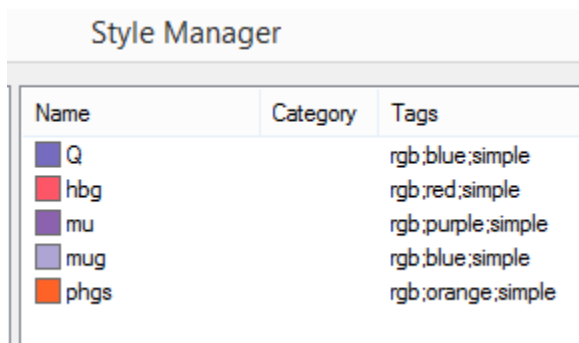 Style Manager
Name Category Tags
Q rgb;blue;simple
hbg rgb;red;simple
mu rgb;purple;simple
mug rgb;blue;simple
phgs rgb;orange;simple